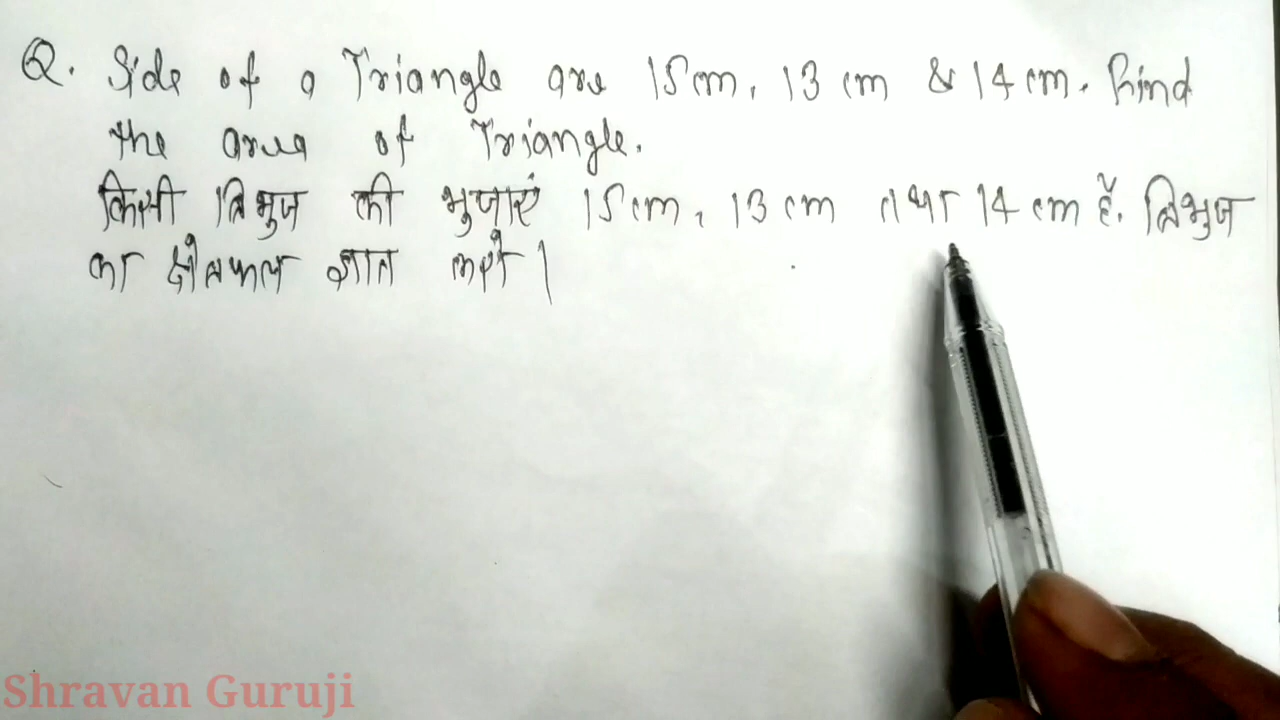 Q. Side of a Triangle are 15cm, 13 cm & 14 cm. Find
the area of Triangle.
किसी त्रिभुज की भुजाएं 15cm, 13 cm तथा 14 cm हैं. त्रिभुज
का क्षेत्रफल ज्ञात करो।
Shravan Guruji